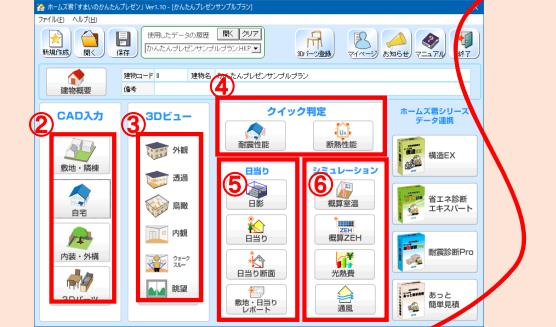 ホームズ君「すまいのかんたんプレゼン」Ver1.10 - [かんたんプレゼンサンプルプラン]
ファイル(F) ヘルプ(H)
新規作成 開く 保存
使用したデータの履歴 開く クリア
かんたんプレゼンサンプルプラン.HKP
3Dパーツ登録 マイページ お知らせ マニュアル 終了
建物概要
建物コード 建物名 かんたんプレゼンサンプルプラン
備考
④
② CAD入力
敷地・隣棟
自宅
内装・外構
3Dパーツ
③ 3Dビュー
外観
透過
鳥瞰
内観
ウォークスルー
眺望
クイック判定
耐震性能 断熱性能
⑤ 日当り
日影
日当り
日当り断面
敷地・日当り
レポート
⑥ シミュレーション
概算室温
ZEH
概算ZEH
光熱費
通風
ホームズ君シリーズ
データ連携
構造EX
省エネ診断
エキスパート
耐震診断Pro
あっと
簡単見積